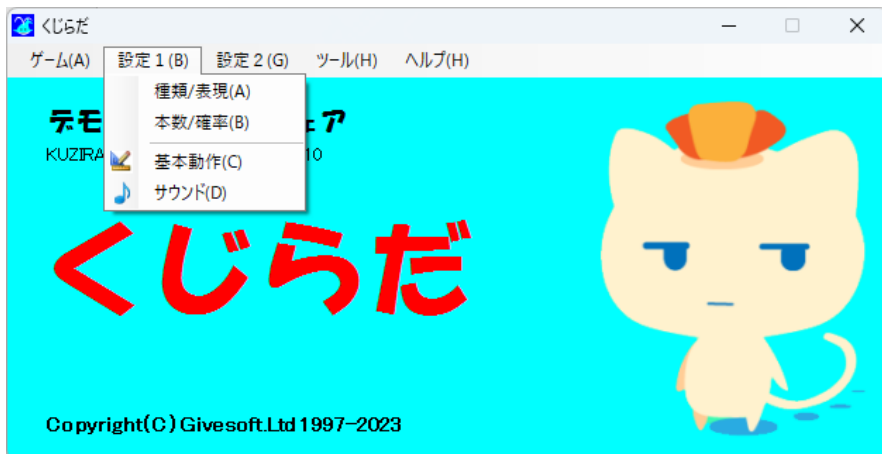 くじらだ
ゲーム(A) 設定１(B) 設定２(G) ツール(H) ヘルプ(H)
種類/表現(A)
本数/確率(B)
基本動作(C)
サウンド(D)
デモ ェア
KUZIRA 10
くじらだ
Copyright(C)Givesoft.Ltd 1997-2023